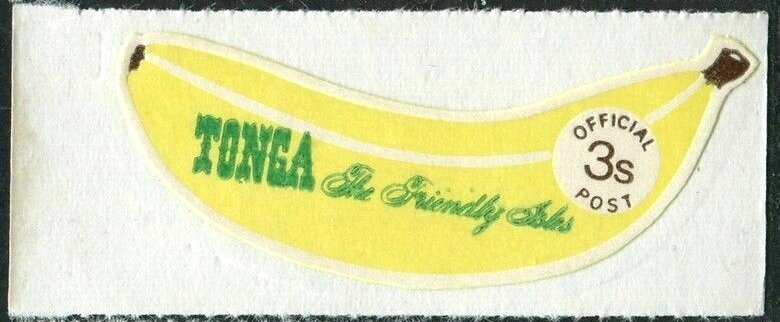 TONGA The Friendly Isles
OFFICIAL
3s
POST